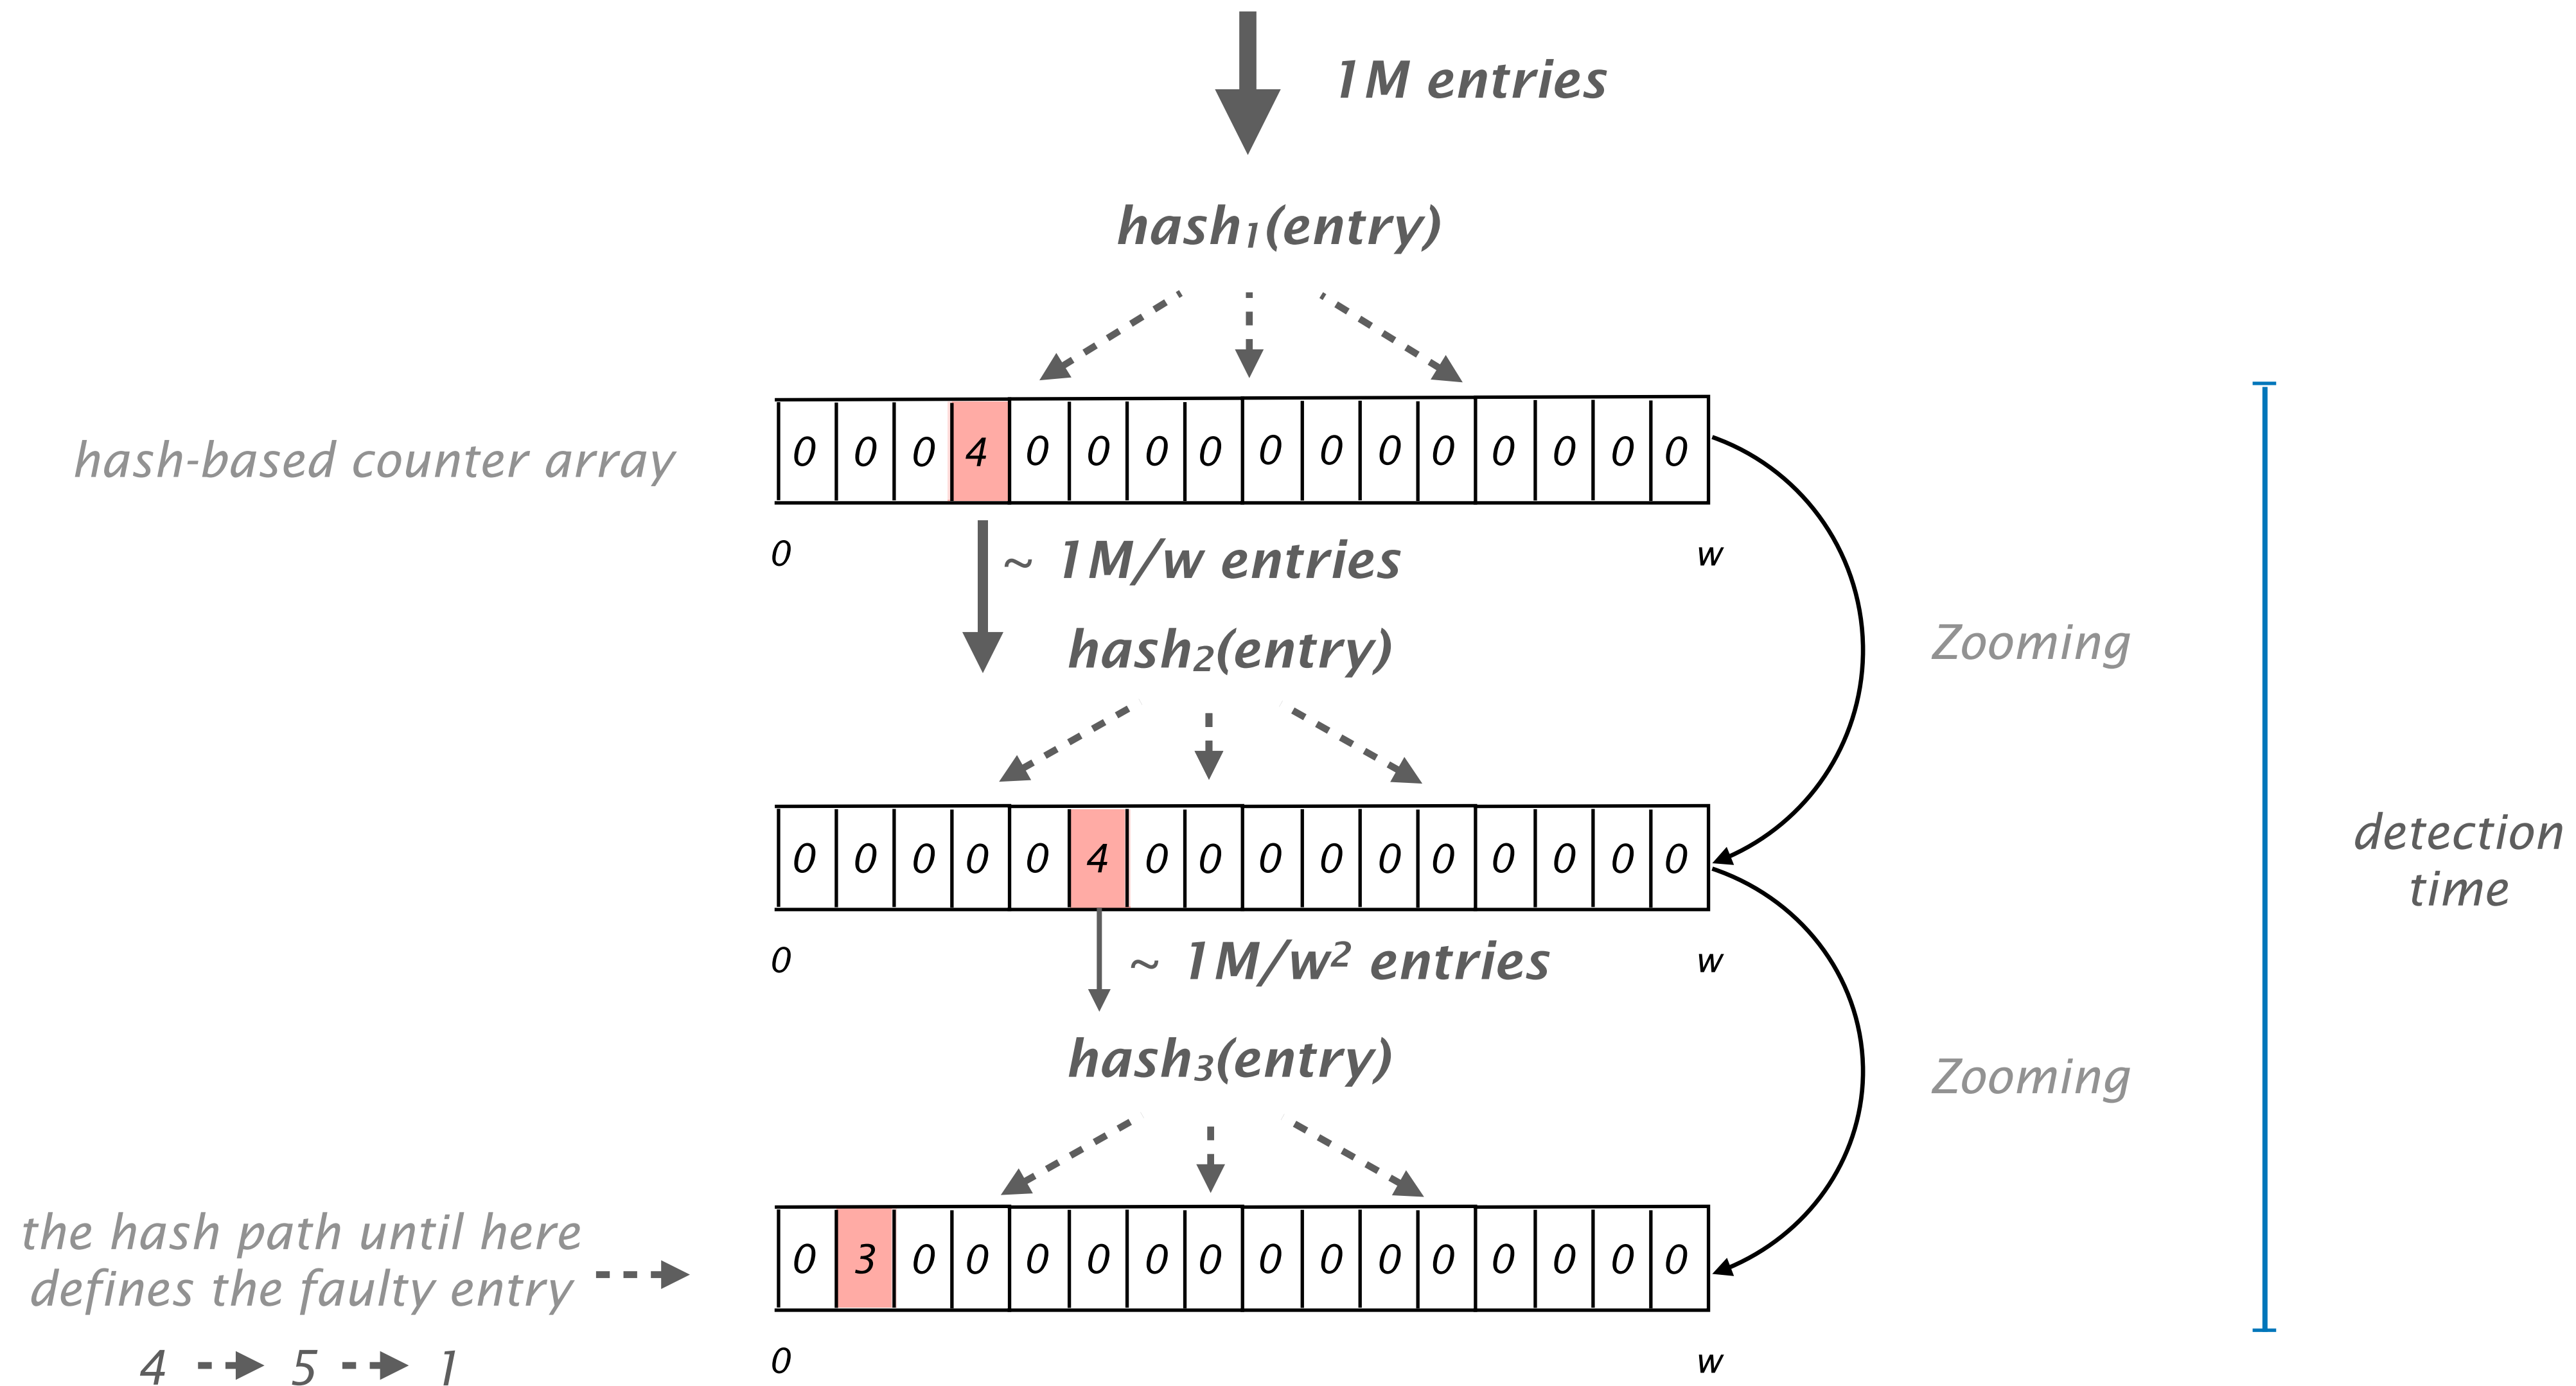 1M entries
hash₁(entry)
hash-based counter array
0 0 0 4 0 0 0 0 0 0 0 0 0 0 0 0
0 w
~ 1M/w entries
hash₂(entry)
Zooming
0 0 0 0 0 4 0 0 0 0 0 0 0 0 0 0
detection
time
0 w
~ 1M/w² entries
hash₃(entry)
Zooming
the hash path until here
defines the faulty entry
0 3 0 0 0 0 0 0 0 0 0 0 0 0 0 0
4 5 1
0 w